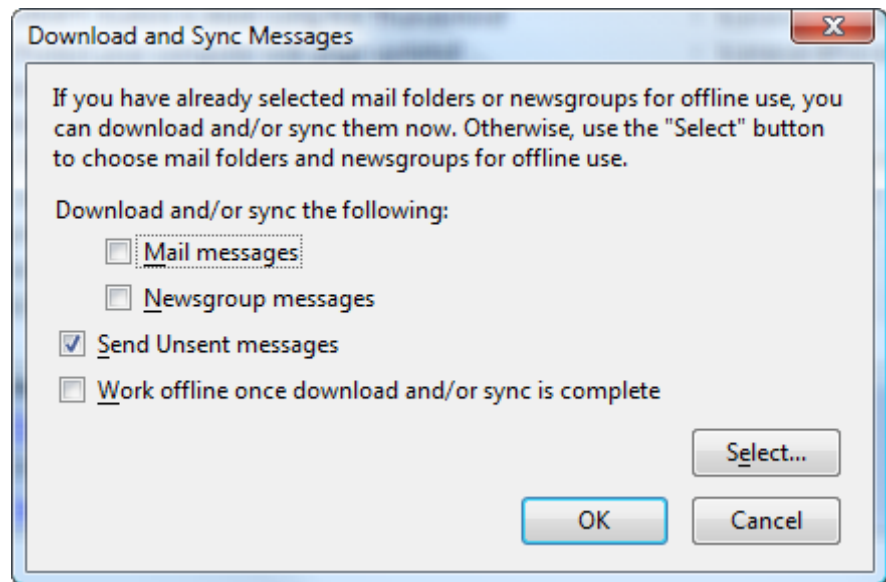 Download and Sync Messages
If you have already selected mail folders or newsgroups for offline use, you
can download and/or sync them now. Otherwise, use the "Select" button
to choose mail folders and newsgroups for offline use.
Download and/or sync the following:
Mail messages
Newsgroup messages
Send Unsent messages
Work offline once download and/or sync is complete
Select...
OK
Cancel